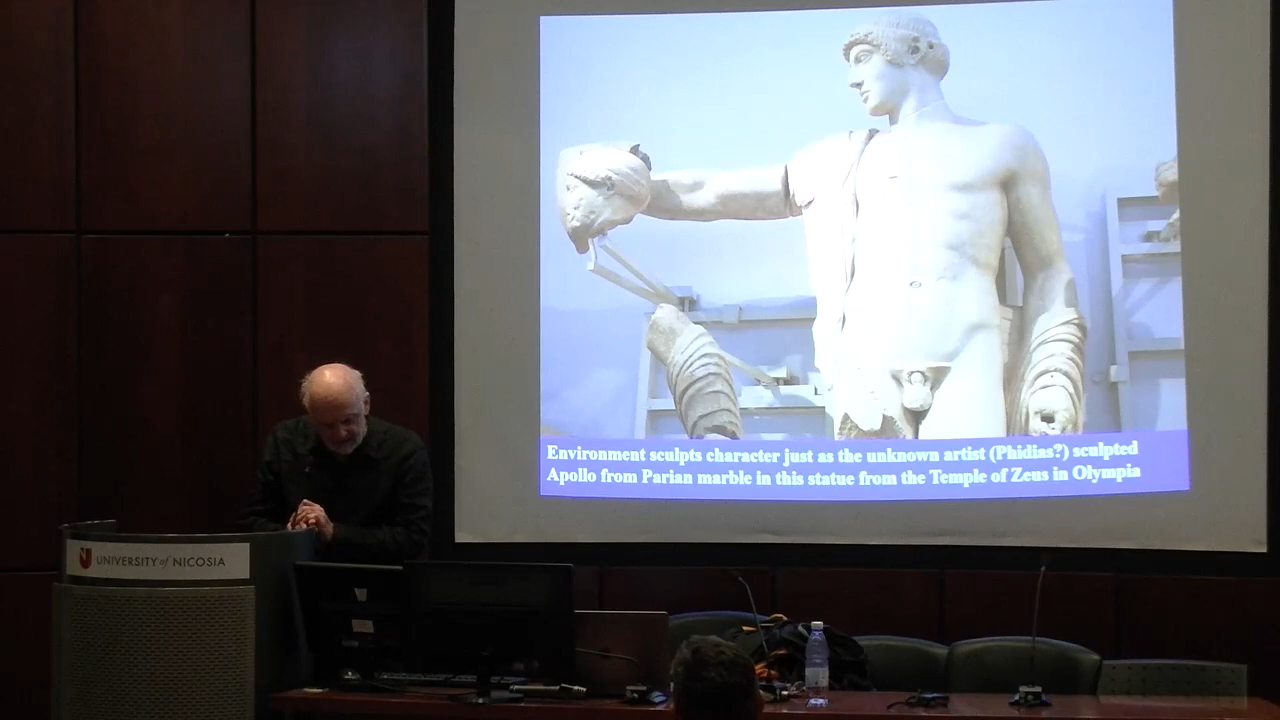 Environment sculpts character just as the unknown artist (Phidias?) sculpted
Apollo from Parian marble in this statue from the Temple of Zeus in Olympia
UNIVERSITY of NICOSIA